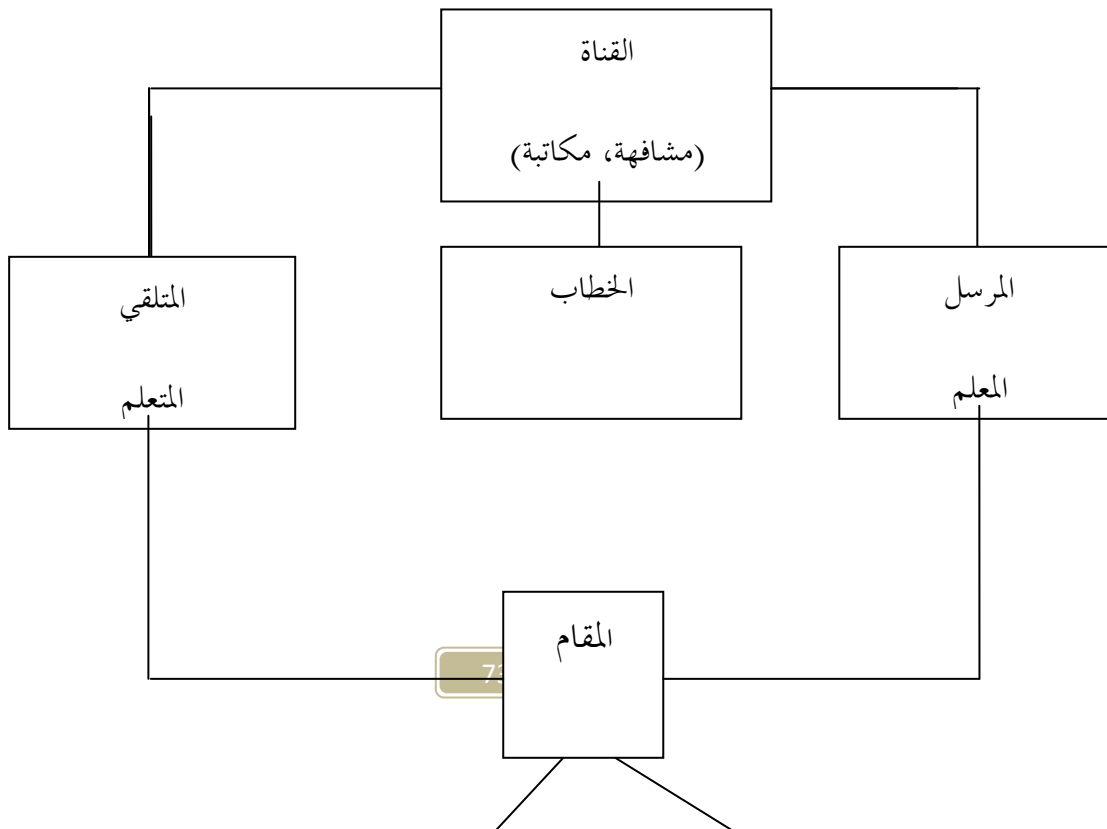 القناة
(مشافهة، مكاتبة)
المرسل
المعلم
الخطاب
المتلقي
المتعلم
المقام